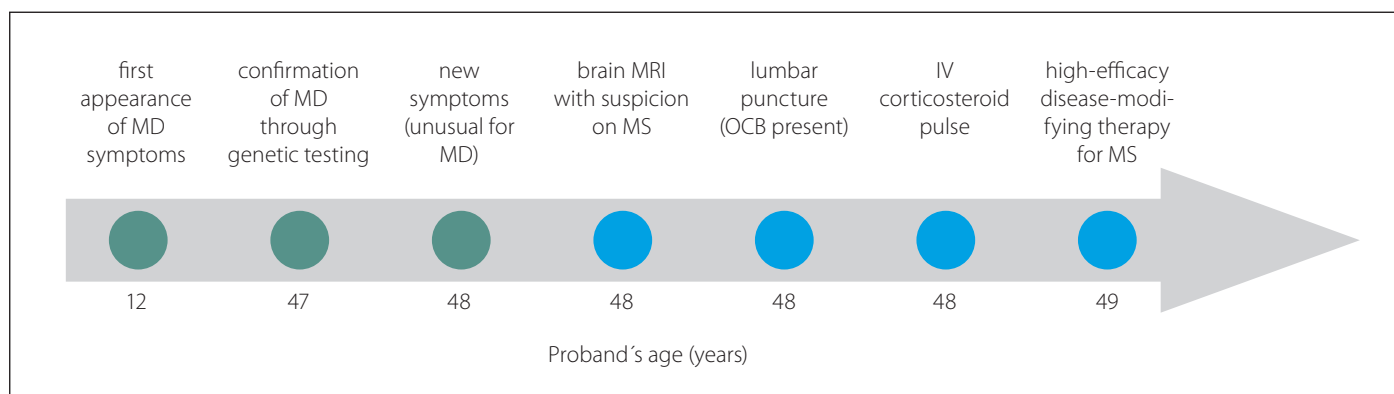 first
appearance
of MD
symptoms
confirmation
of MD
through
genetic testing
new
symptoms
(unusual for
MD)
brain MRI
with suspicion
on MS
lumbar
puncture
(OCB present)
IV
corticosteroid
pulse
high-efficacy
disease-modi-
fying therapy
for MS
12
47
48
48
48
48
49
Proband´s age (years)